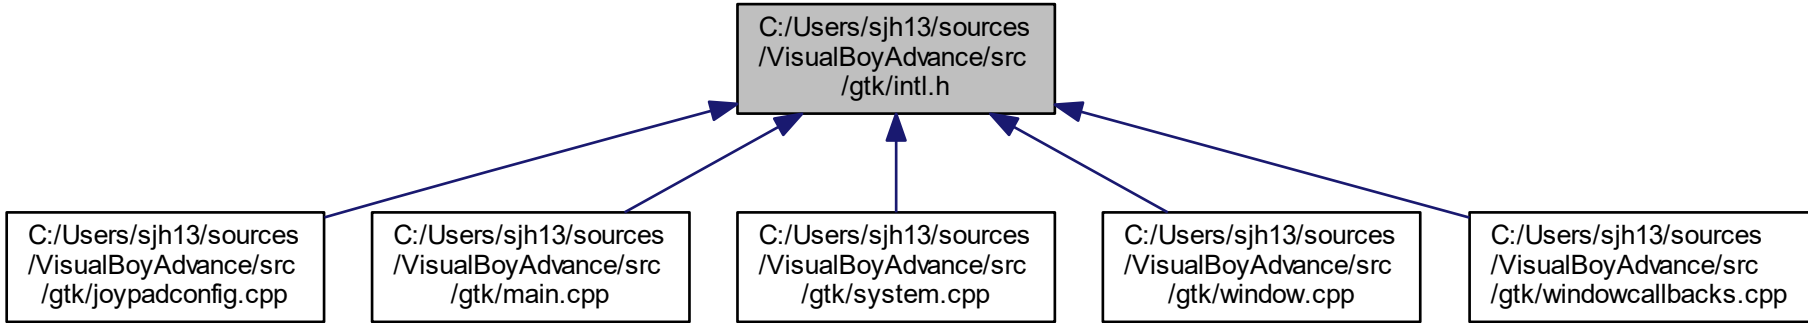 C:/Users/sjh13/sources
/VisualBoyAdvance/src
/gtk/intl.h
C:/Users/sjh13/sources
/VisualBoyAdvance/src
/gtk/joypadconfig.cpp
C:/Users/sjh13/sources
/VisualBoyAdvance/src
/gtk/main.cpp
C:/Users/sjh13/sources
/VisualBoyAdvance/src
/gtk/system.cpp
C:/Users/sjh13/sources
/VisualBoyAdvance/src
/gtk/window.cpp
C:/Users/sjh13/sources
/VisualBoyAdvance/src
/gtk/windowcallbacks.cpp